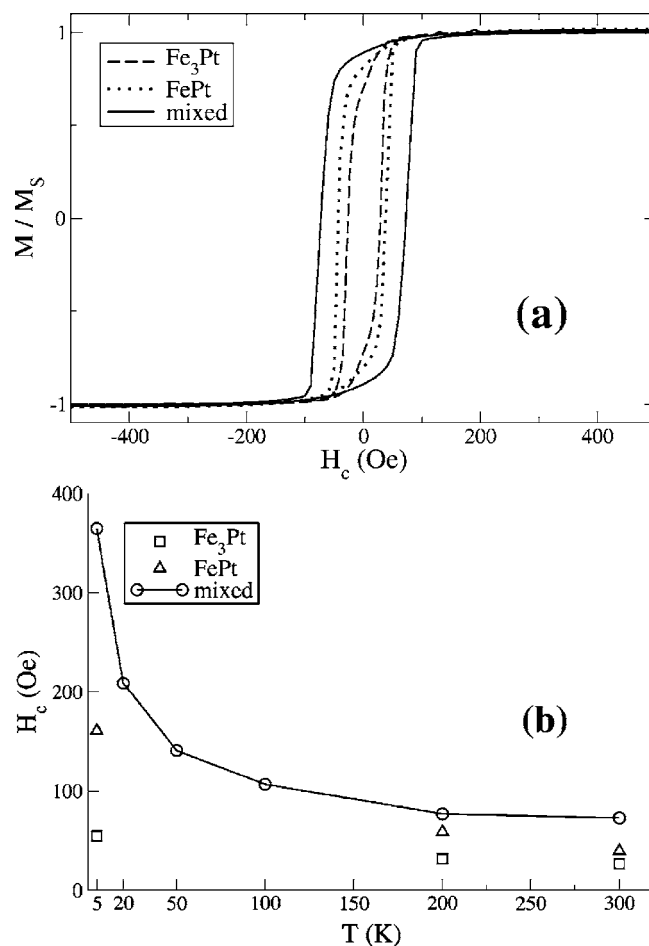 1
Fe3Pt
FePt
mixed
M / MS
0
(a)
-1
-400 -200 0 200 400
Hc (Oe)
400
Fe3Pt
FePt
mixed
300
Hc (Oe)
200
(b)
100
0
5 20 50 100 150 200 250 300
T (K)